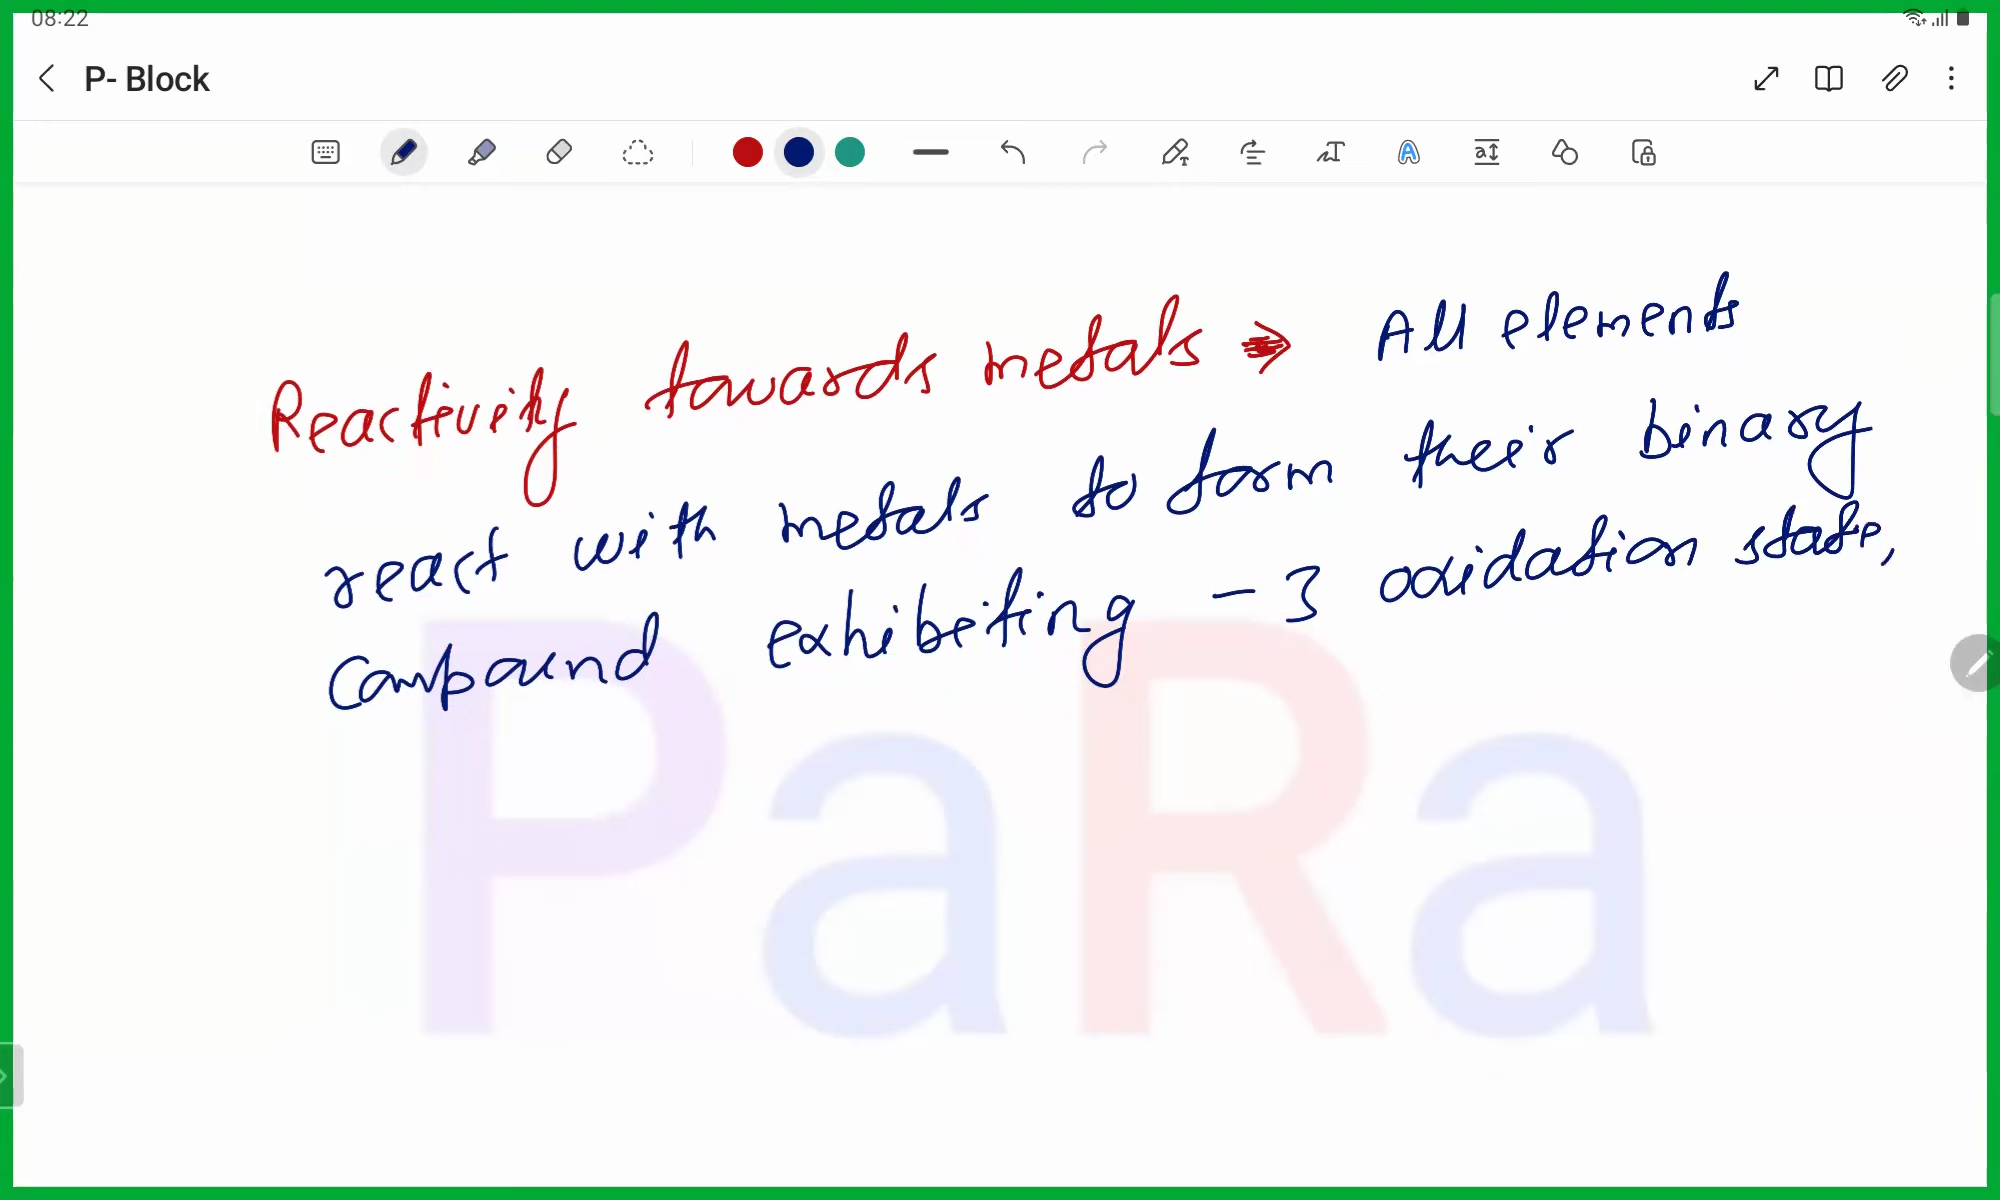 08:22
P- Block
Reactivity towards metals ⇒ All elements
react with metals to form their binary
Compound exhibiting -3 oxidation state,
PaRa